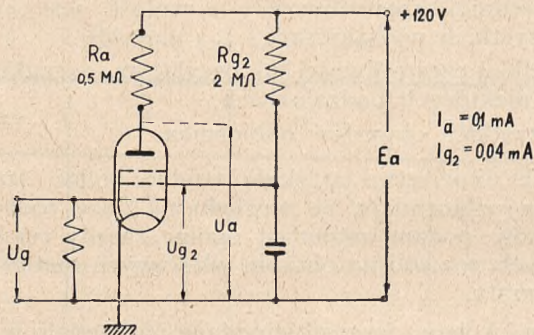 +120V
Ra
0,5 MΩ
Rg2
2 MΩ
Ia = 0,1 mA
Ig2 = 0,04 mA
Ea
Ua
Ug
Ug2